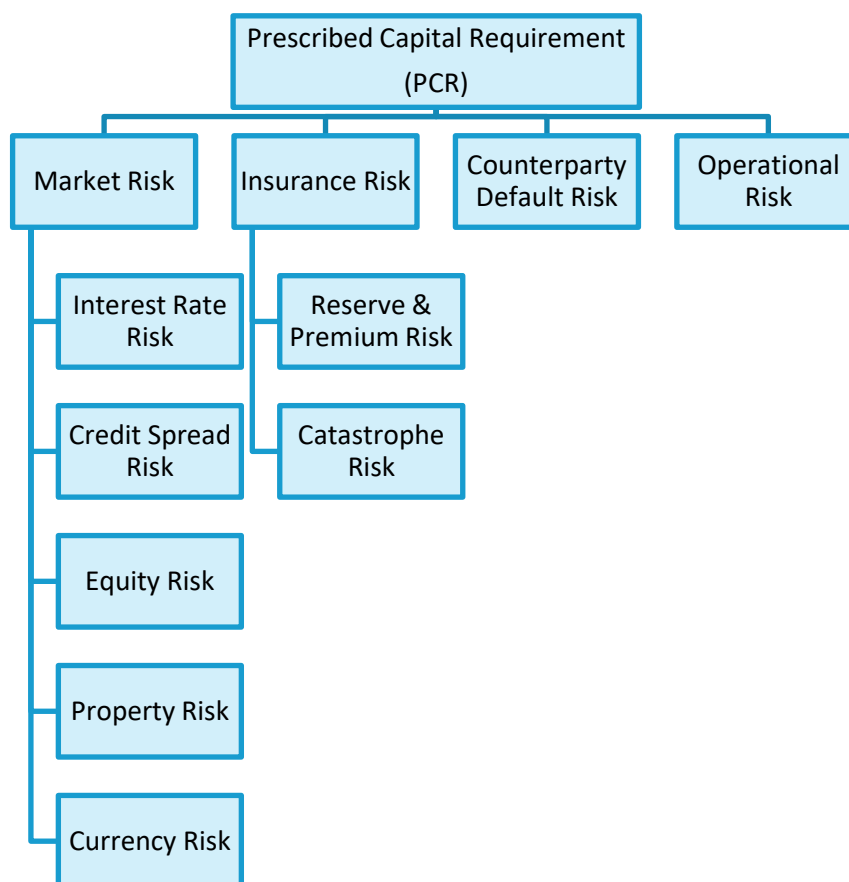 Prescribed Capital Requirement
(PCR)
Market Risk
Insurance Risk
Counterparty
Default Risk
Operational
Risk
Interest Rate
Risk
Reserve &
Premium Risk
Credit Spread
Risk
Catastrophe
Risk
Equity Risk
Property Risk
Currency Risk